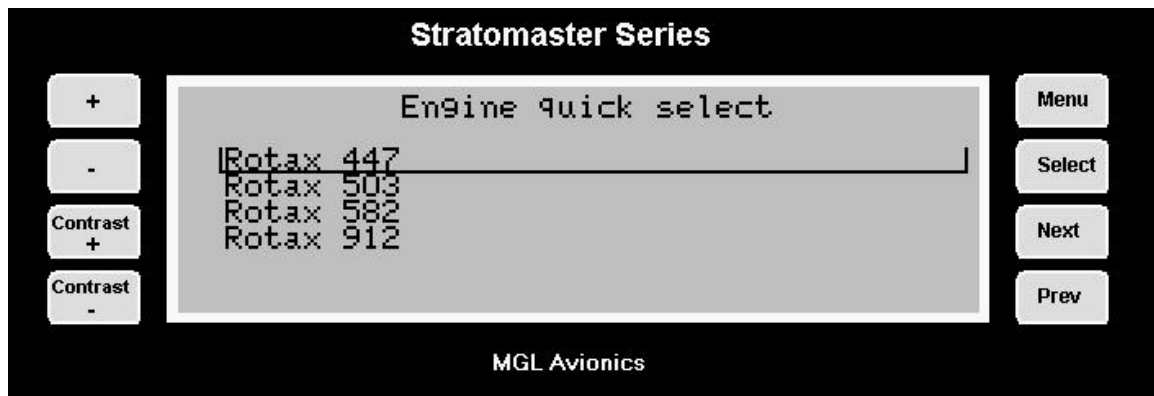 Stratomaster Series
+
-
Contrast
+
Contrast
-
Engine quick select
Rotax 447
Rotax 503
Rotax 582
Rotax 912
Menu
Select
Next
Prev
MGL Avionics